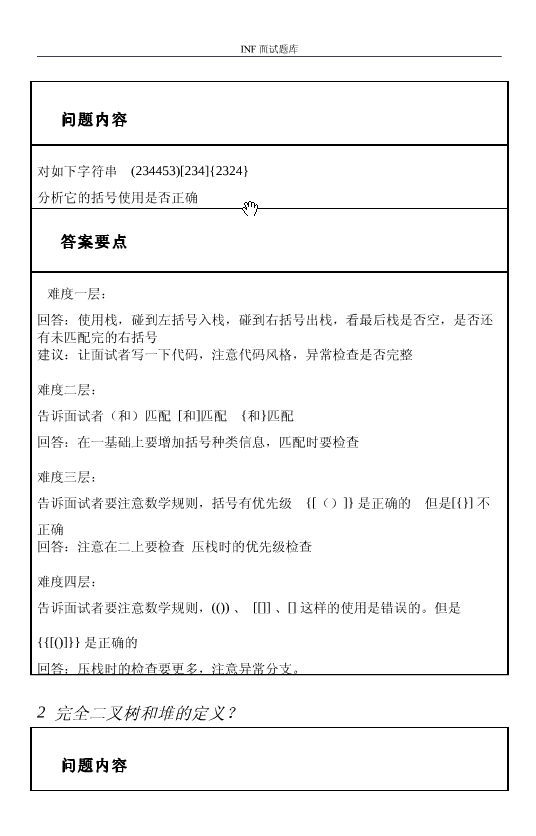 INF 面试题库
问题内容
对如下字符串 (234453)[234]{2324}
分析它的括号使用是否正确
答案要点
难度一层：
回答：使用栈，碰到左括号入栈，碰到右括号出栈，看最后栈是否空，是否还
有未匹配完的右括号
建议：让面试者写一下代码，注意代码风格，异常检查是否完整
难度二层：
告诉面试者（和）匹配 [和]匹配 {和}匹配
回答：在一基础上要增加括号种类信息，匹配时要检查
难度三层：
告诉面试者要注意数学规则，括号有优先级 {[（）]} 是正确的 但是[{}] 不
正确
回答：注意在二上要检查 压栈时的优先级检查
难度四层：
告诉面试者要注意数学规则，(()) 、 [[]] 、[] 这样的使用是错误的。但是
{{[()]}} 是正确的
回答：压栈时的检查要更多，注意异常分支。
2 完全二叉树和堆的定义？
问题内容